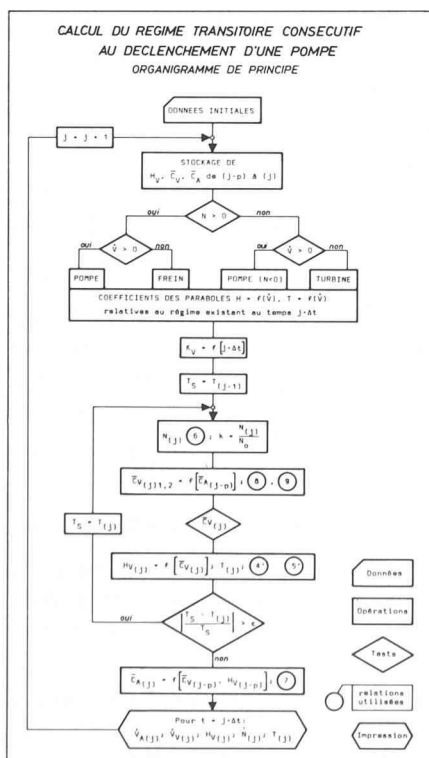 CALCUL DU REGIME TRANSITOIRE CONSECUTIF
AU DECLENCHEMENT D'UNE POMPE
ORGANIGRAMME DE PRINCIPE
DONNEES INITIALES
j = j + 1
STOCKAGE DE
H_V, C̄_V, C̄_A de (j-p) à (j)
oui
N > 0
non
oui
V̂ > 0
non
oui
V̂ > 0
non
POMPE
FREIN
POMPE (N<0)
TURBINE
COEFFICIENTS DES PARABOLES H = f(V̂), T = f(V̂)
relatives au régime existant au temps j·Δt
K_V = f[j·Δt]
T_S = T_(j-1)
N_(j) (6) ; k = N_(j) / N_o
C̄_V(j)1,2 = f[C̄_A(j-p)] ; (8) , (9)
T_S = T_(j)
C̄_V(j)
H_V(j) = f[C̄_V(j)] ; T_(j) ; (4') (5')
oui
|T_S - T_(j) / T_S| > ε
non
C̄_A(j) = f[C̄_V(j-p), H_V(j-p)] ; (7)
Pour t = j·Δt:
V̂_A(j) ; V̂_V(j) ; H_V(j) ; N_(j) ; T_(j)
Données
Opérations
Tests
relations
utilisées
Impression